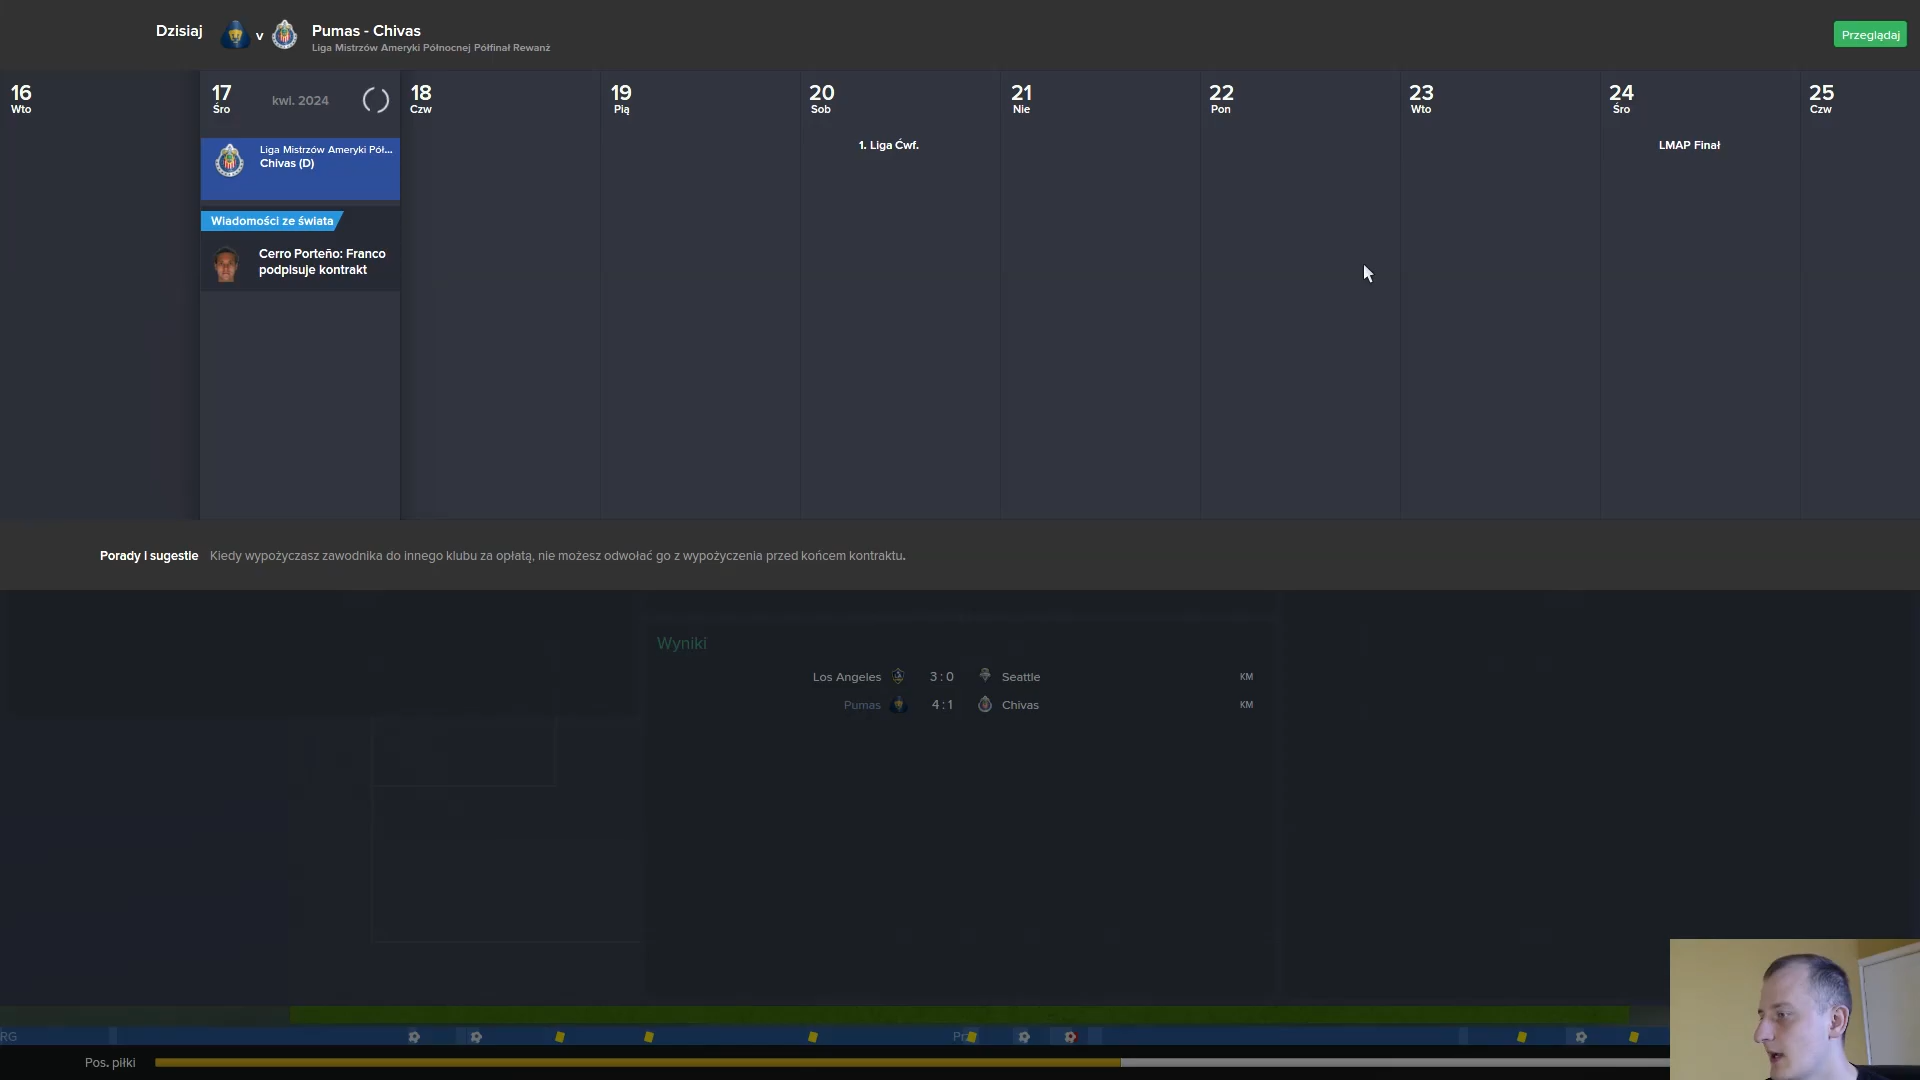 Dzisiaj
v
Pumas - Chivas
Liga Mistrzów Ameryki Północnej Półfinał Rewanż
Przeglądaj
16
Wto
17
Śro
kwi. 2024
18
Czw
19
Pią
20
Sob
21
Nie
22
Pon
23
Wto
24
Śro
25
Czw
Liga Mistrzów Ameryki Pół...
Chivas (D)
1. Liga Ćwf.
LMAP Finał
Wiadomości ze świata
Cerro Porteño: Franco
podpisuje kontrakt
Porady i sugestie Kiedy wypożyczasz zawodnika do innego klubu za opłatą, nie możesz odwołać go z wypożyczenia przed końcem kontraktu.
Wyniki
Los Angeles 3 : 0 Seattle KM
Pumas 4 : 1 Chivas KM
RG
Pos. piłki